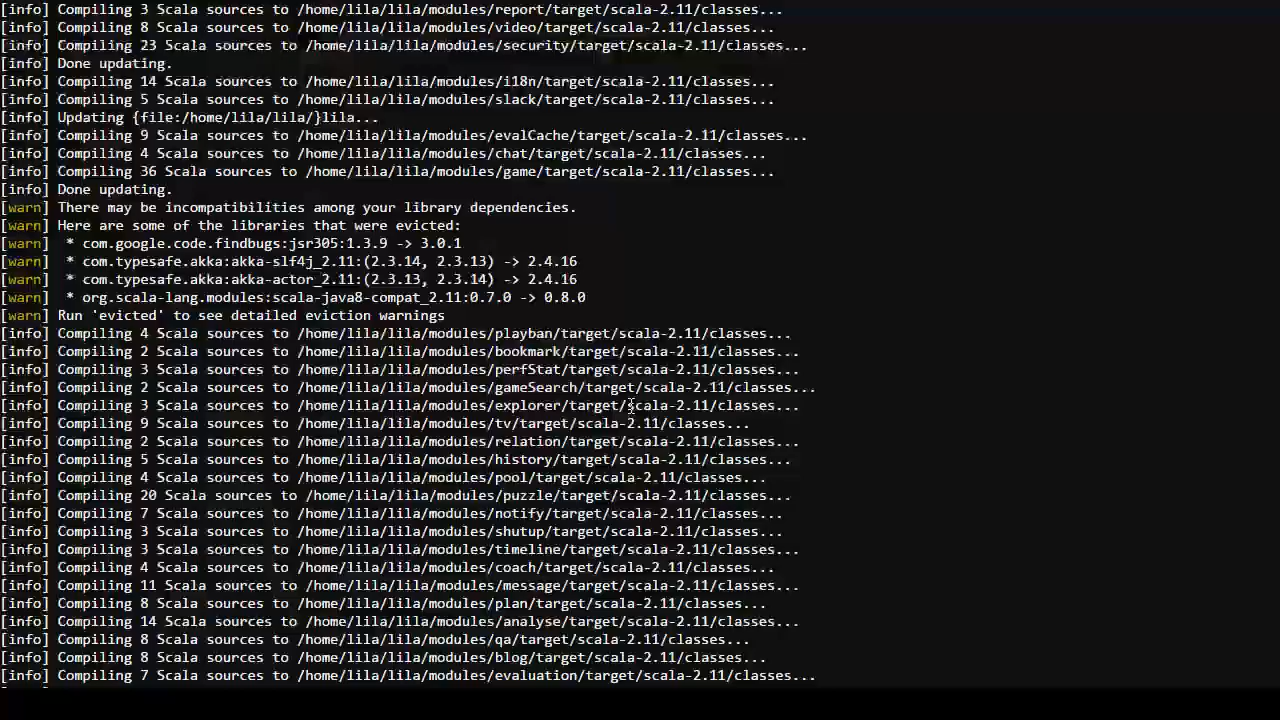 [info] Compiling 3 Scala sources to /home/lila/lila/modules/report/target/scala-2.11/classes...
[info] Compiling 8 Scala sources to /home/lila/lila/modules/video/target/scala-2.11/classes...
[info] Compiling 23 Scala sources to /home/lila/lila/modules/security/target/scala-2.11/classes...
[info] Done updating.
[info] Compiling 14 Scala sources to /home/lila/lila/modules/i18n/target/scala-2.11/classes...
[info] Compiling 5 Scala sources to /home/lila/lila/modules/slack/target/scala-2.11/classes...
[info] Updating {file:/home/lila/lila/}lila...
[info] Compiling 9 Scala sources to /home/lila/lila/modules/evalCache/target/scala-2.11/classes...
[info] Compiling 4 Scala sources to /home/lila/lila/modules/chat/target/scala-2.11/classes...
[info] Compiling 36 Scala sources to /home/lila/lila/modules/game/target/scala-2.11/classes...
[info] Done updating.
[warn] There may be incompatibilities among your library dependencies.
[warn] Here are some of the libraries that were evicted:
[warn]  * com.google.code.findbugs:jsr305:1.3.9 -> 3.0.1
[warn]  * com.typesafe.akka:akka-slf4j_2.11:(2.3.14, 2.3.13) -> 2.4.16
[warn]  * com.typesafe.akka:akka-actor_2.11:(2.3.13, 2.3.14) -> 2.4.16
[warn]  * org.scala-lang.modules:scala-java8-compat_2.11:0.7.0 -> 0.8.0
[warn] Run 'evicted' to see detailed eviction warnings
[info] Compiling 4 Scala sources to /home/lila/lila/modules/playban/target/scala-2.11/classes...
[info] Compiling 2 Scala sources to /home/lila/lila/modules/bookmark/target/scala-2.11/classes...
[info] Compiling 3 Scala sources to /home/lila/lila/modules/perfStat/target/scala-2.11/classes...
[info] Compiling 2 Scala sources to /home/lila/lila/modules/gameSearch/target/scala-2.11/classes...
[info] Compiling 3 Scala sources to /home/lila/lila/modules/explorer/target/scala-2.11/classes...
[info] Compiling 9 Scala sources to /home/lila/lila/modules/tv/target/scala-2.11/classes...
[info] Compiling 2 Scala sources to /home/lila/lila/modules/relation/target/scala-2.11/classes...
[info] Compiling 5 Scala sources to /home/lila/lila/modules/history/target/scala-2.11/classes...
[info] Compiling 4 Scala sources to /home/lila/lila/modules/pool/target/scala-2.11/classes...
[info] Compiling 20 Scala sources to /home/lila/lila/modules/puzzle/target/scala-2.11/classes...
[info] Compiling 7 Scala sources to /home/lila/lila/modules/notify/target/scala-2.11/classes...
[info] Compiling 3 Scala sources to /home/lila/lila/modules/shutup/target/scala-2.11/classes...
[info] Compiling 3 Scala sources to /home/lila/lila/modules/timeline/target/scala-2.11/classes...
[info] Compiling 4 Scala sources to /home/lila/lila/modules/coach/target/scala-2.11/classes...
[info] Compiling 11 Scala sources to /home/lila/lila/modules/message/target/scala-2.11/classes...
[info] Compiling 8 Scala sources to /home/lila/lila/modules/plan/target/scala-2.11/classes...
[info] Compiling 14 Scala sources to /home/lila/lila/modules/analyse/target/scala-2.11/classes...
[info] Compiling 8 Scala sources to /home/lila/lila/modules/qa/target/scala-2.11/classes...
[info] Compiling 8 Scala sources to /home/lila/lila/modules/blog/target/scala-2.11/classes...
[info] Compiling 7 Scala sources to /home/lila/lila/modules/evaluation/target/scala-2.11/classes...